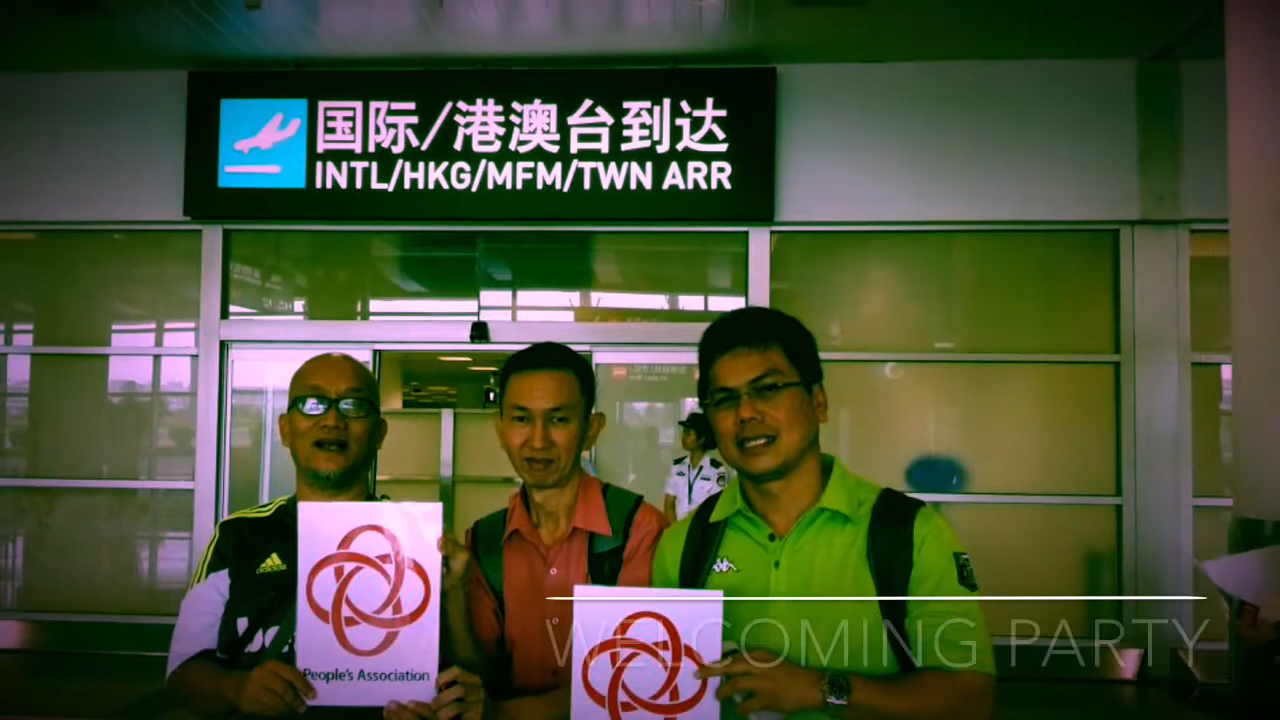 国际/港澳台到达
INTL/HKG/MFM/TWN ARR
People's Association
WELCOMING PARTY